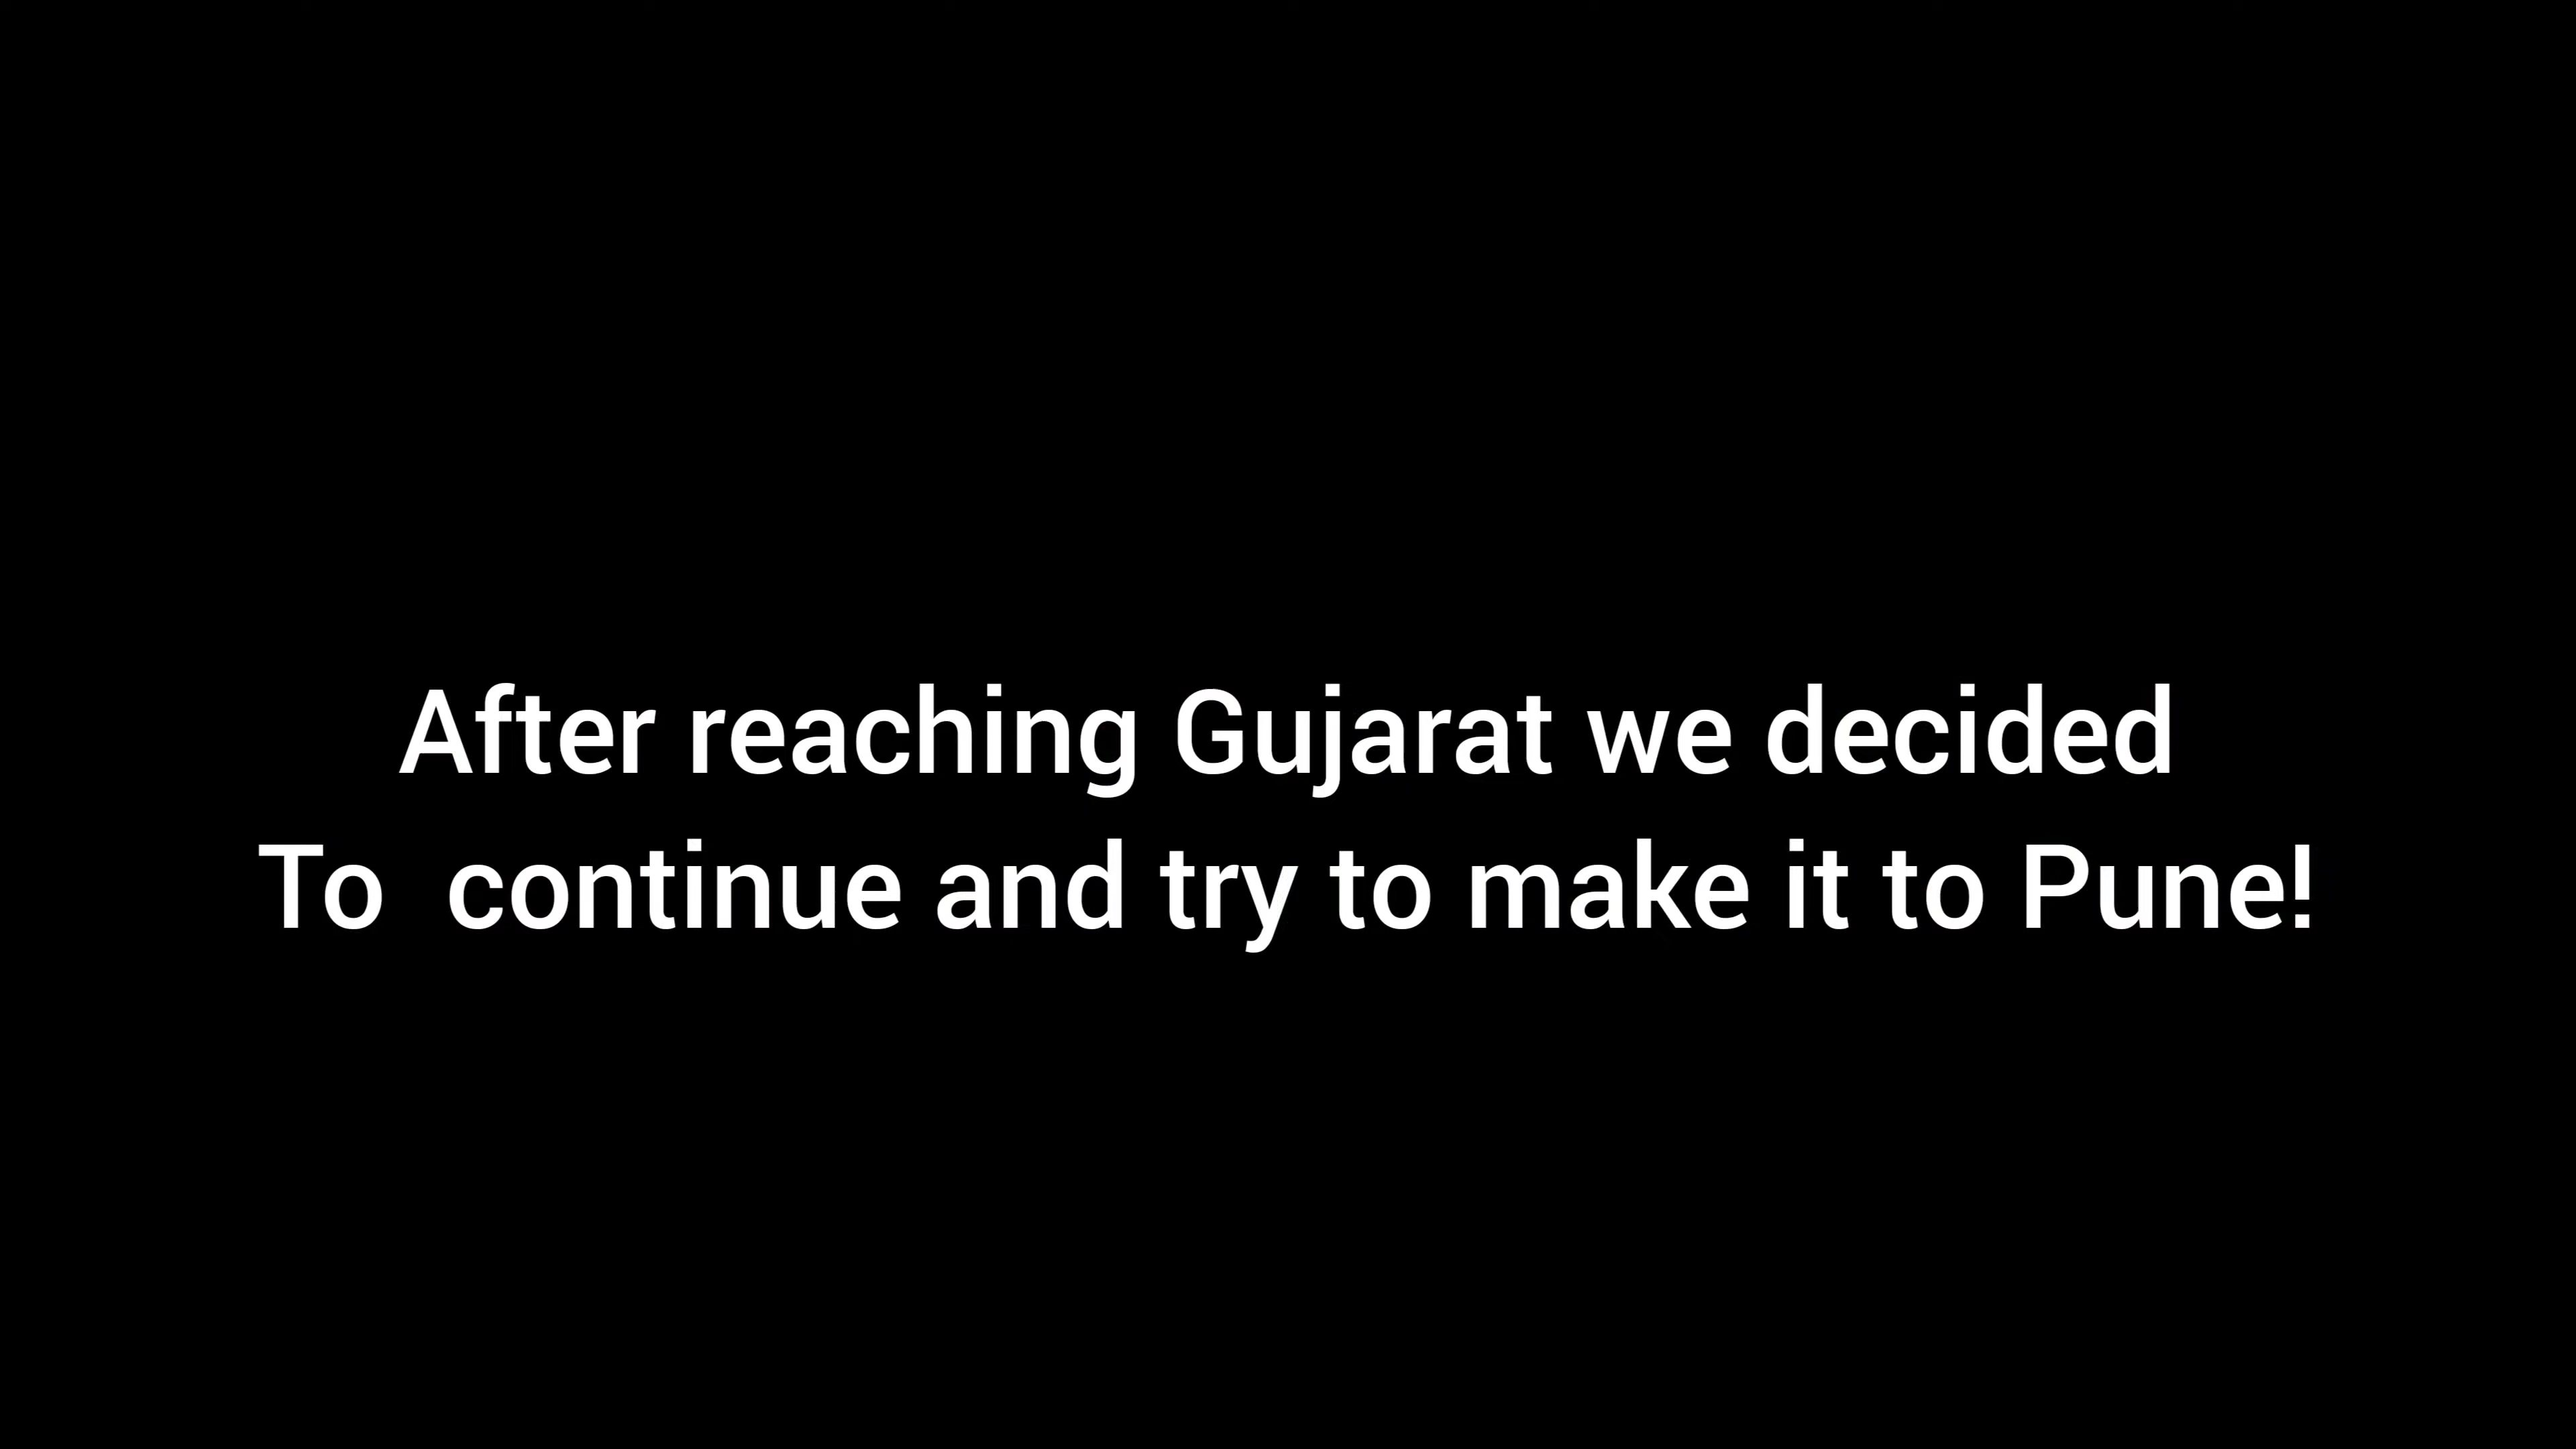 After reaching Gujarat we decided
To  continue and try to make it to Pune!